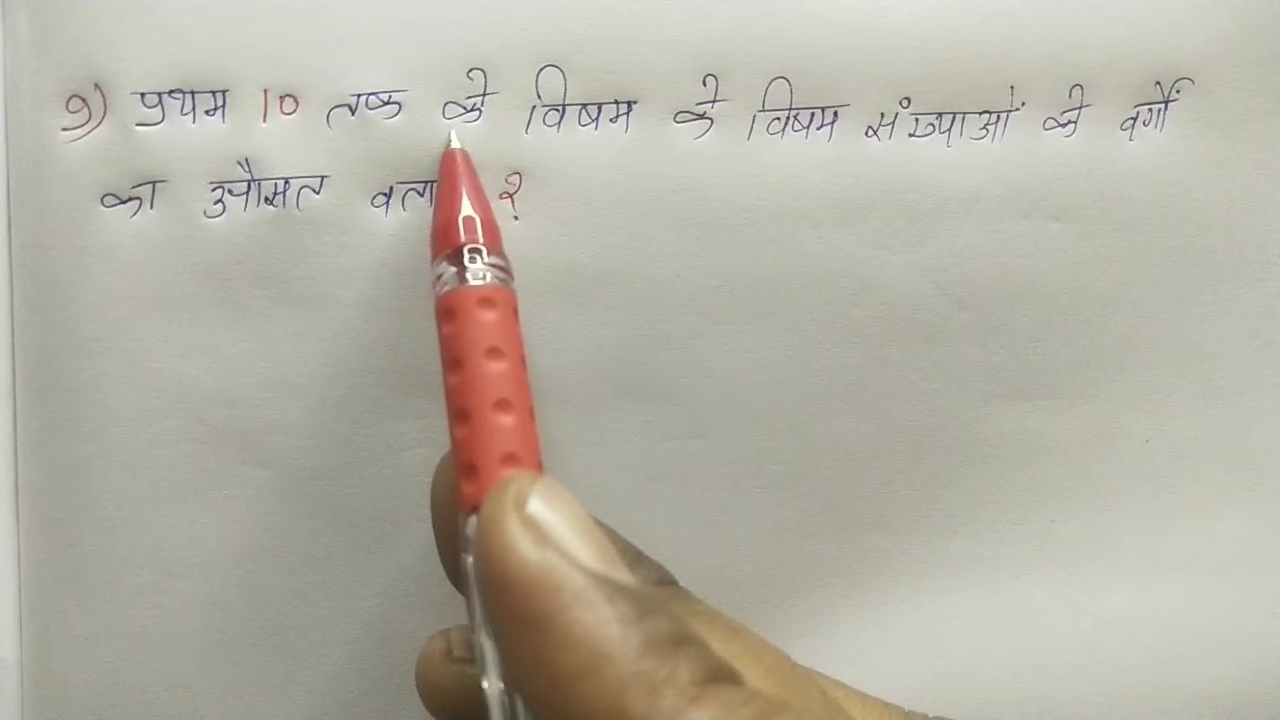 9) प्रथम 10 तक के विषम के विषम संख्याओं के वर्गों
का औसत बता ?